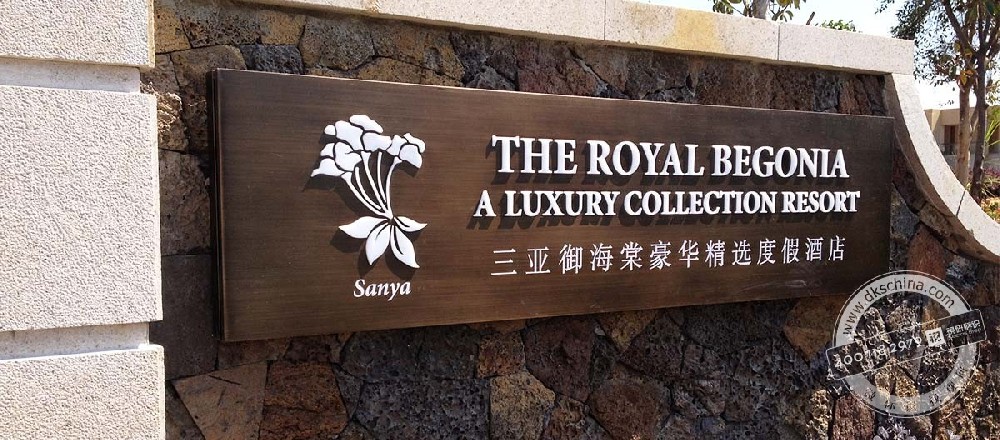 THE ROYAL BEGONIA
A LUXURY COLLECTION RESORT
三亚御海棠豪华精选度假酒店
Sanya
www.dkschina.com